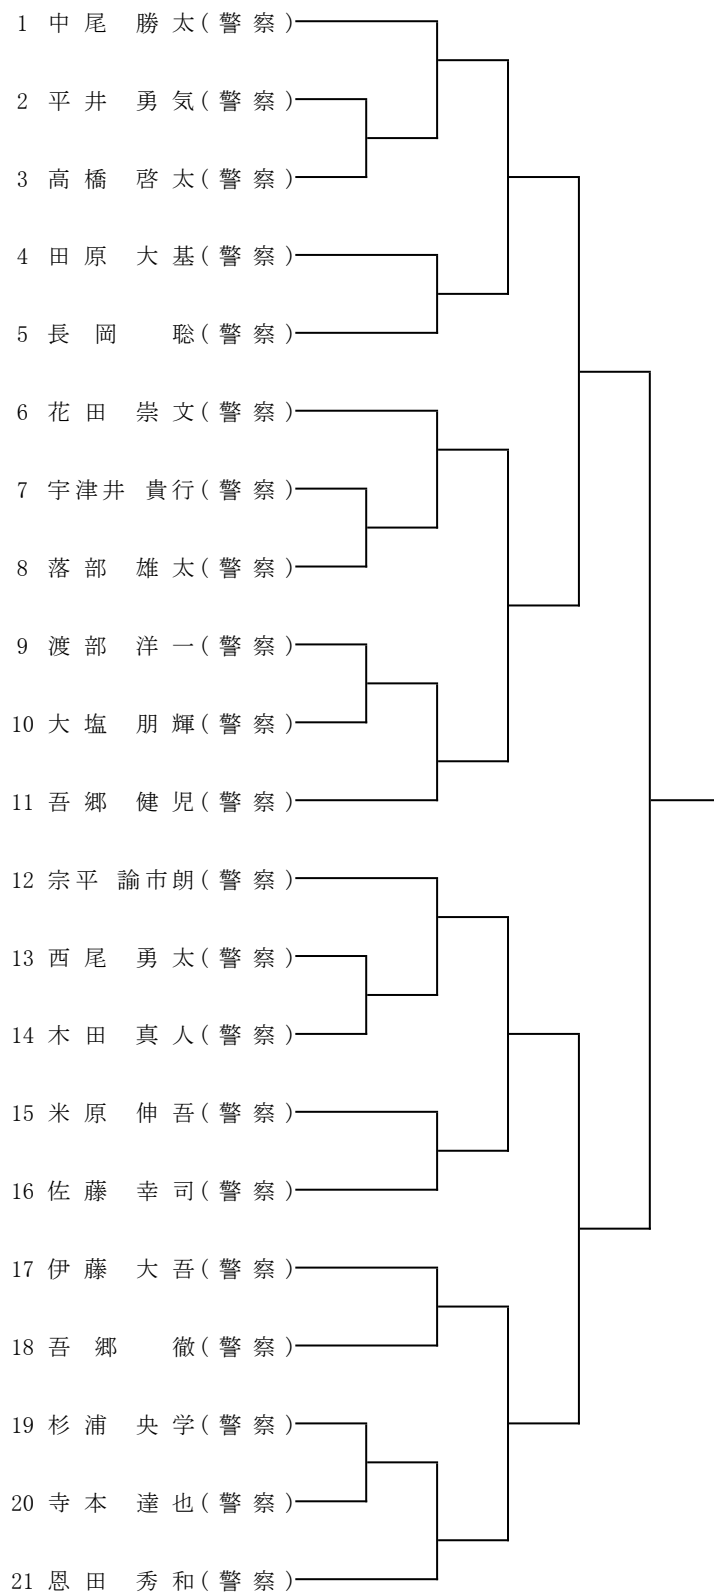 1 中尾 勝太(警察)
2 平井 勇気(警察)
3 高橋 啓太(警察)
4 田原 大基(警察)
5 長岡 聡(警察)
6 花田 崇文(警察)
7 宇津井 貴行(警察)
8 落部 雄太(警察)
9 渡部 洋一(警察)
10 大塩 朋輝(警察)
11 吾郷 健児(警察)
12 宗平 諭市朗(警察)
13 西尾 勇太(警察)
14 木田 真人(警察)
15 米原 伸吾(警察)
16 佐藤 幸司(警察)
17 伊藤 大吾(警察)
18 吾郷 徹(警察)
19 杉浦 央学(警察)
20 寺本 達也(警察)
21 恩田 秀和(警察)